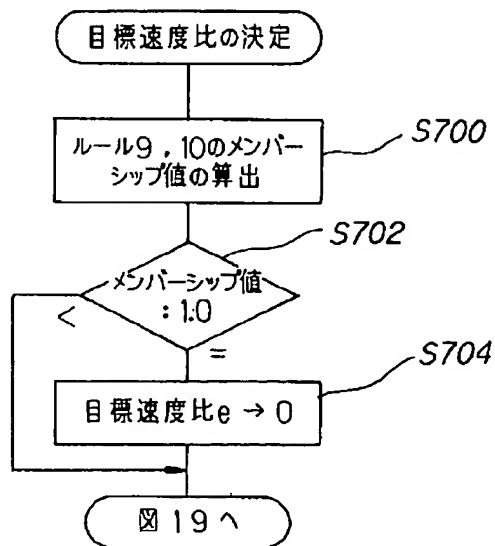 目標速度比の決定
ルール9,10のメンバー
シップ値の算出
S700
S702
メンバーシップ値
:1.0
<
=
S704
目標速度比e→0
図19へ